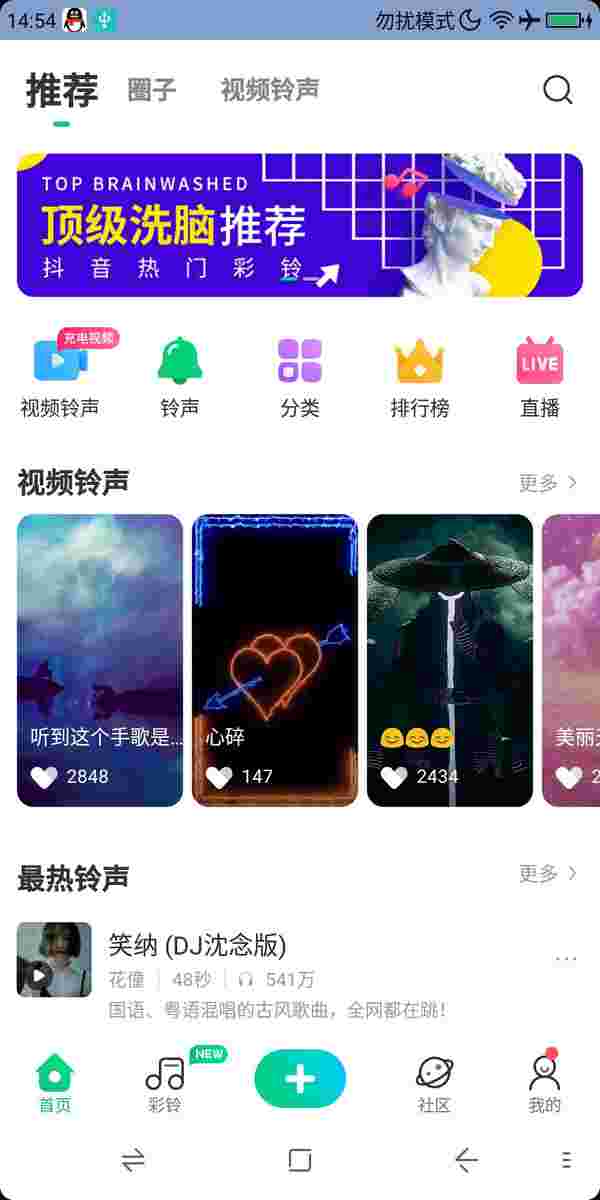 14:54
勿扰模式
推荐 圈子 视频铃声
TOP BRAINWASHED
顶级洗脑推荐
抖音热门彩铃
充电视频
LIVE
视频铃声 铃声 分类 排行榜 直播
视频铃声 更多
听到这个手歌是... 心碎 🤗🤗🤗 美丽
2848 147 2434 2
最热铃声 更多
笑纳 (DJ沈念版)
花僮 48秒 541万
国语、粤语混唱的古风歌曲，全网都在跳！
NEW
首页 彩铃 社区 我的